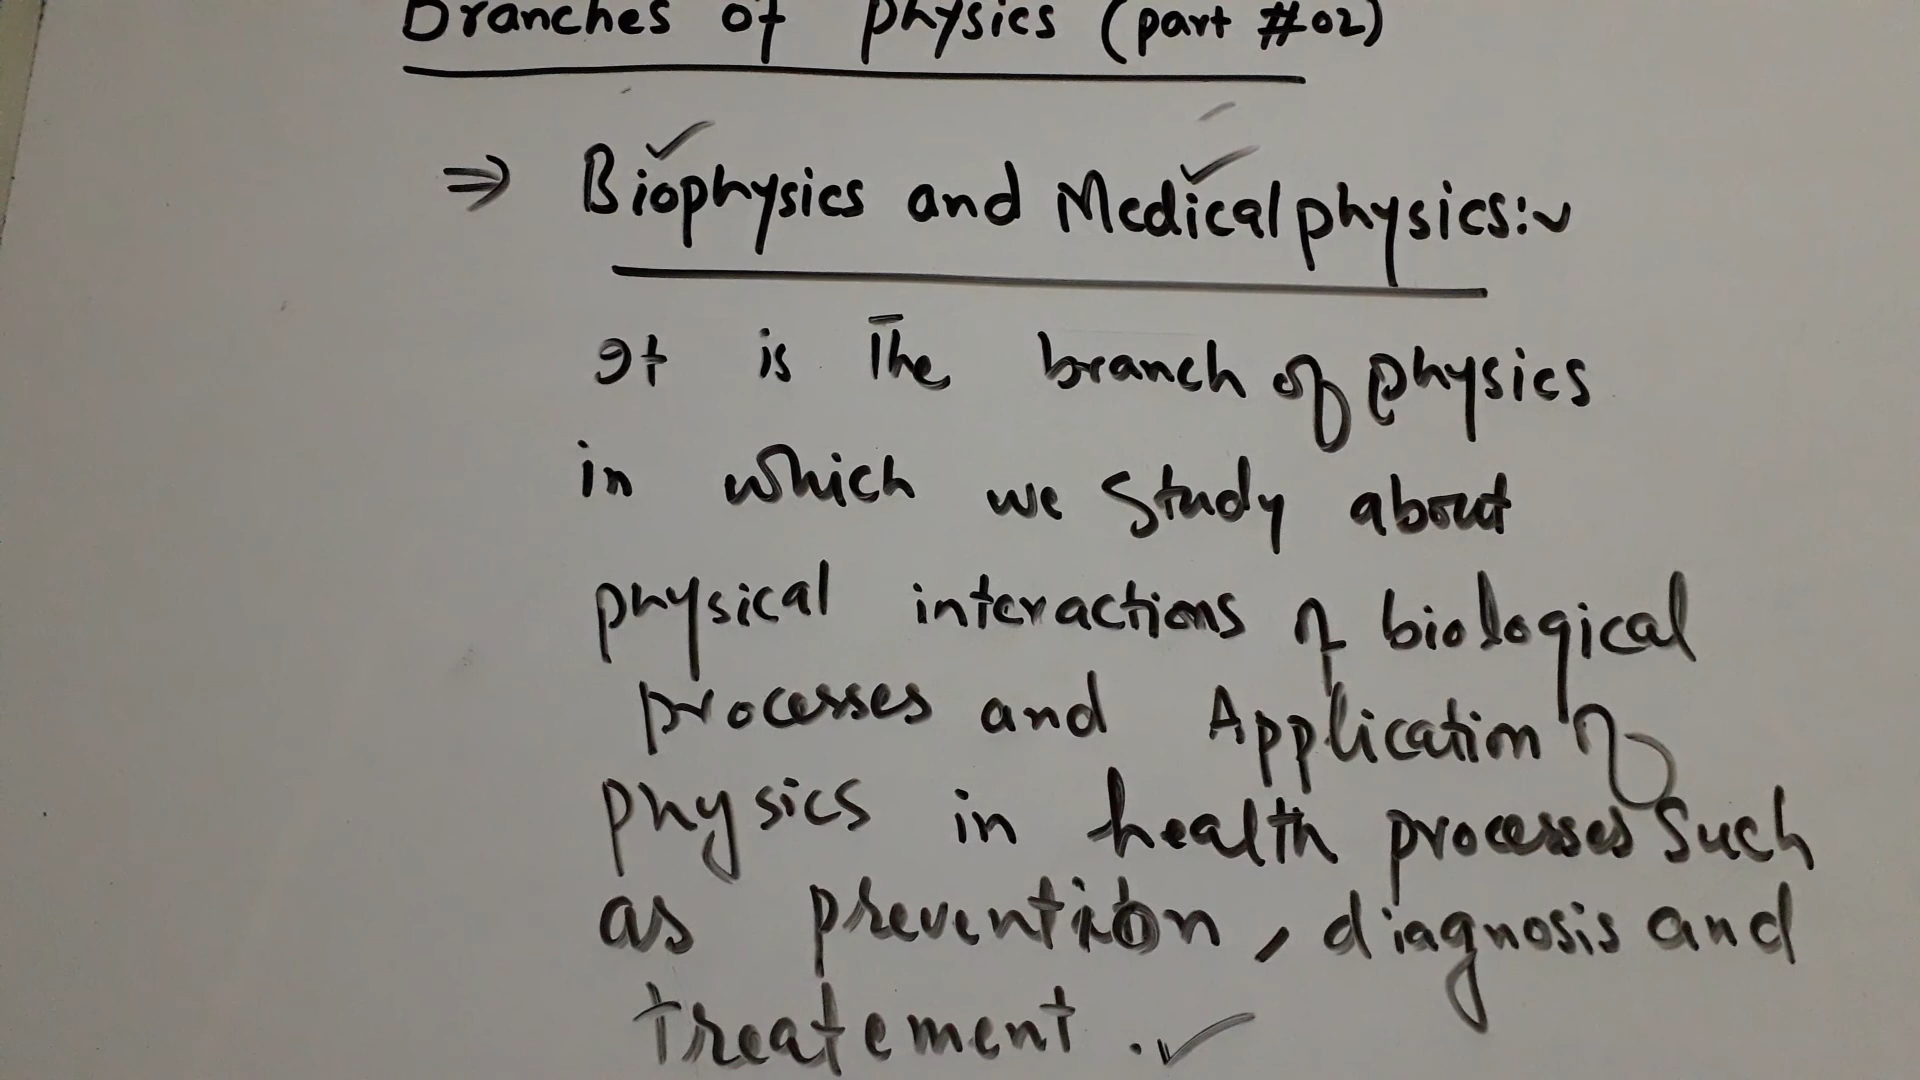 Branches of physics (part #02)
⇒ Biophysics and Medical physics:
It is The branch of physics
in which we study about
physical interactions of biological
processes and Application of
physics in health processes such
as prevention, diagnosis and
treatement.